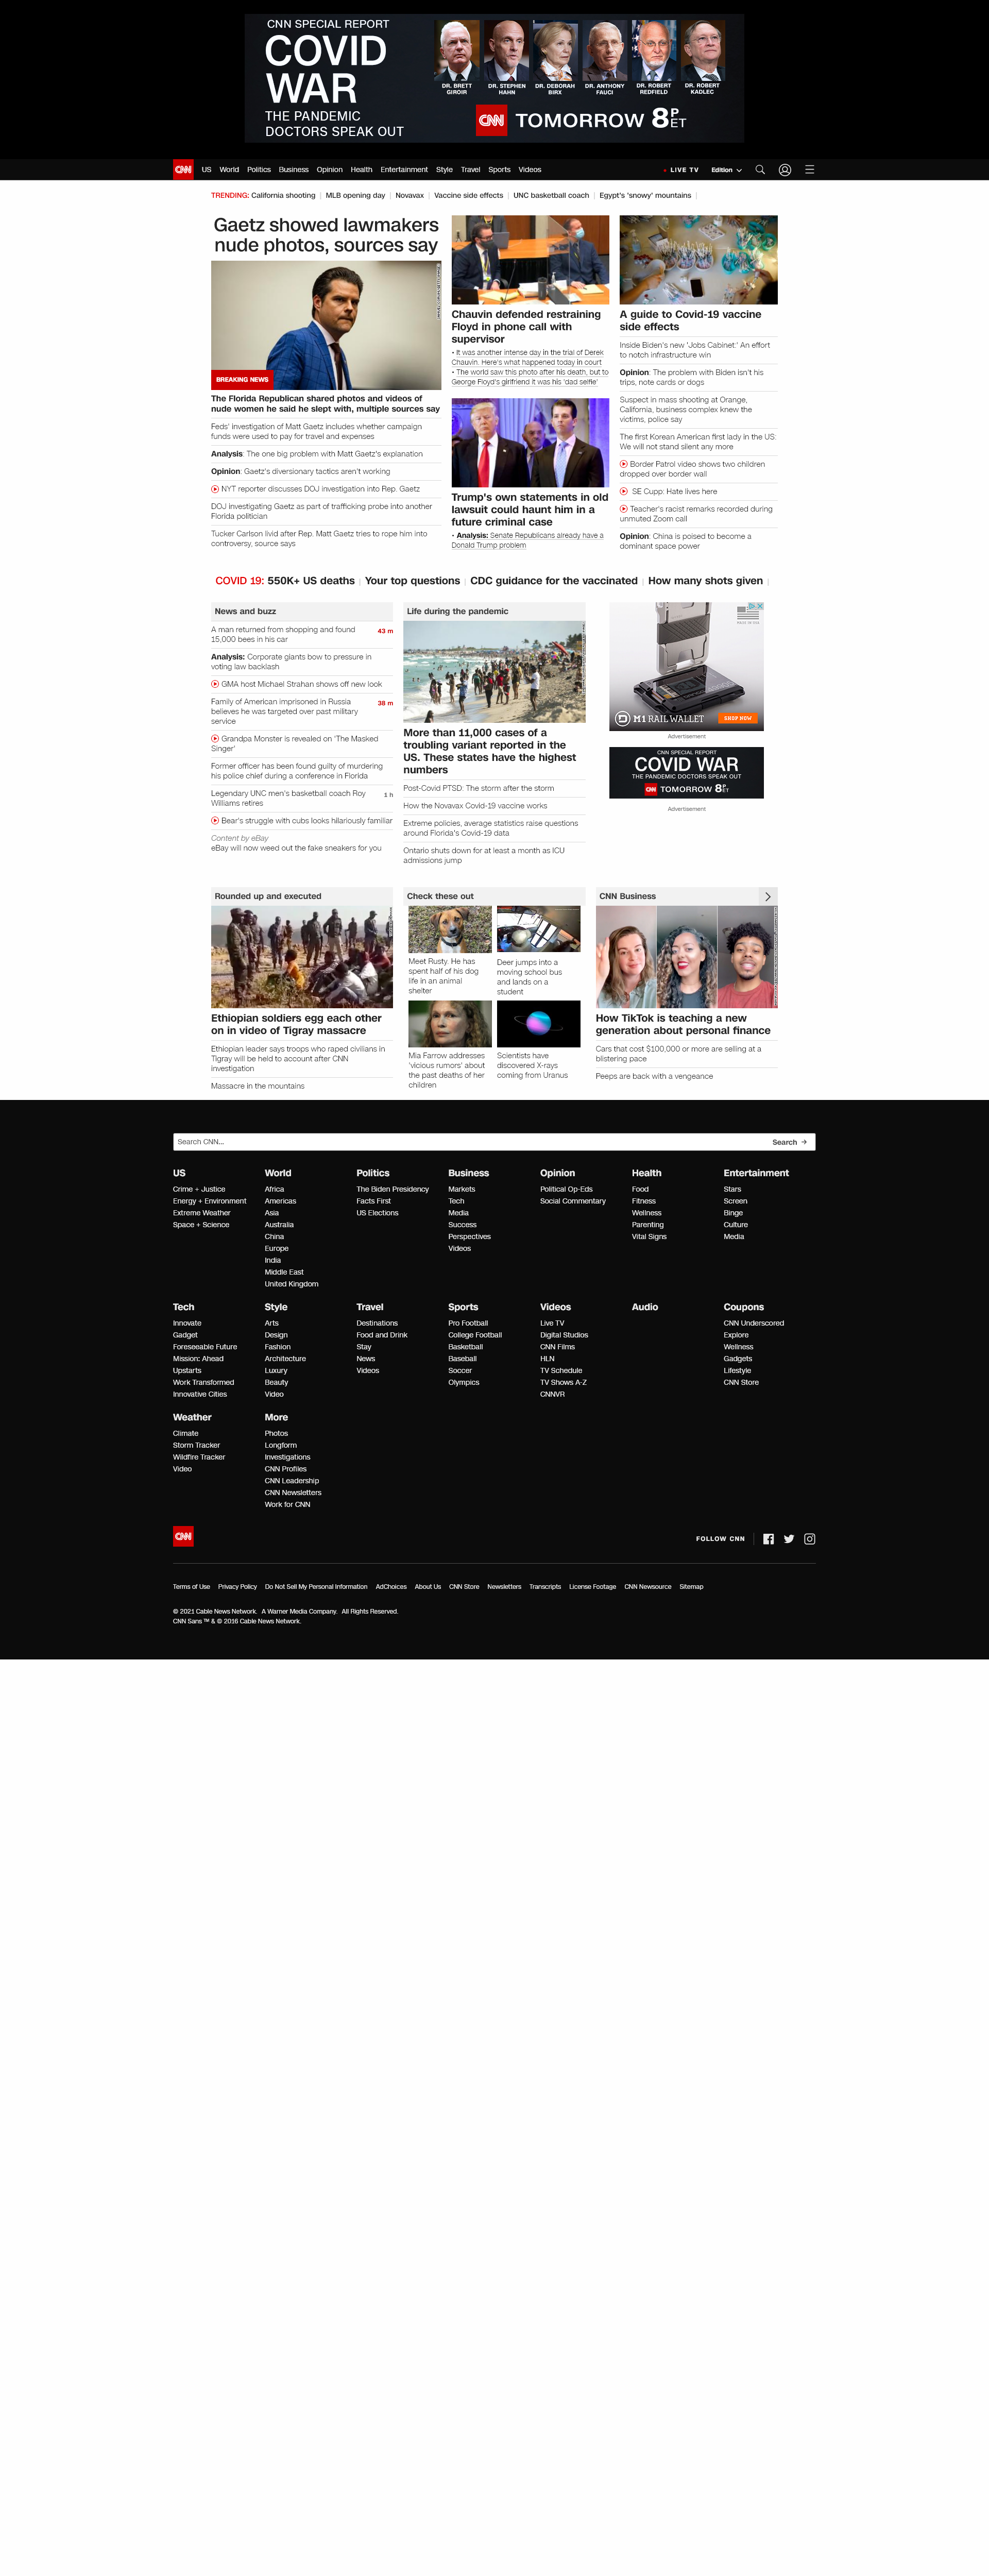 CNN SPECIAL REPORT
COVID
WAR
THE PANDEMIC
DOCTORS SPEAK OUT
DR. BRETT
GIROIR
DR. STEPHEN
HAHN
DR. DEBORAH
BIRX
DR. ANTHONY
FAUCI
DR. ROBERT
REDFIELD
DR. ROBERT
KADLEC
CNN TOMORROW 8PET
CNN US World Politics Business Opinion Health Entertainment Style Travel Sports Videos LIVE TV Edition
TRENDING: California shooting | MLB opening day | Novavax | Vaccine side effects | UNC basketball coach | Egypt's 'snowy' mountains |
Gaetz showed lawmakers
nude photos, sources say
BREAKING NEWS
The Florida Republican shared photos and videos of
nude women he said he slept with, multiple sources say
Feds' investigation of Matt Gaetz includes whether campaign
funds were used to pay for travel and expenses
Analysis: The one big problem with Matt Gaetz's explanation
Opinion: Gaetz's diversionary tactics aren't working
NYT reporter discusses DOJ investigation into Rep. Gaetz
DOJ investigating Gaetz as part of trafficking probe into another
Florida politician
Tucker Carlson livid after Rep. Matt Gaetz tries to rope him into
controversy, source says
Chauvin defended restraining
Floyd in phone call with
supervisor
• It was another intense day in the trial of Derek
Chauvin. Here's what happened today in court
• The world saw this photo after his death, but to
George Floyd's girlfriend it was his 'dad selfie'
Trump's own statements in old
lawsuit could haunt him in a
future criminal case
• Analysis: Senate Republicans already have a
Donald Trump problem
A guide to Covid-19 vaccine
side effects
Inside Biden's new 'Jobs Cabinet:' An effort
to notch infrastructure win
Opinion: The problem with Biden isn't his
trips, note cards or dogs
Suspect in mass shooting at Orange,
California, business complex knew the
victims, police say
The first Korean American first lady in the US:
We will not stand silent any more
Border Patrol video shows two children
dropped over border wall
SE Cupp: Hate lives here
Teacher's racist remarks recorded during
unmuted Zoom call
Opinion: China is poised to become a
dominant space power
COVID 19: 550K+ US deaths | Your top questions | CDC guidance for the vaccinated | How many shots given |
News and buzz
A man returned from shopping and found
15,000 bees in his car
43 m
Analysis: Corporate giants bow to pressure in
voting law backlash
GMA host Michael Strahan shows off new look
Family of American imprisoned in Russia
believes he was targeted over past military
service
38 m
Grandpa Monster is revealed on 'The Masked
Singer'
Former officer has been found guilty of murdering
his police chief during a conference in Florida
Legendary UNC men's basketball coach Roy
Williams retires
1 h
Bear's struggle with cubs looks hilariously familiar
Content by eBay
eBay will now weed out the fake sneakers for you
Life during the pandemic
More than 11,000 cases of a
troubling variant reported in the
US. These states have the highest
numbers
Post-Covid PTSD: The storm after the storm
How the Novavax Covid-19 vaccine works
Extreme policies, average statistics raise questions
around Florida's Covid-19 data
Ontario shuts down for at least a month as ICU
admissions jump
M1 RAIL WALLET SHOP NOW
Advertisement
CNN SPECIAL REPORT
COVID WAR
THE PANDEMIC DOCTORS SPEAK OUT
CNN TOMORROW 8PET
Advertisement
Rounded up and executed
Ethiopian soldiers egg each other
on in video of Tigray massacre
Ethiopian leader says troops who raped civilians in
Tigray will be held to account after CNN
investigation
Massacre in the mountains
Check these out
Meet Rusty. He has
spent half of his dog
life in an animal
shelter
Deer jumps into a
moving school bus
and lands on a
student
Mia Farrow addresses
'vicious rumors' about
the past deaths of her
children
Scientists have
discovered X-rays
coming from Uranus
CNN Business
How TikTok is teaching a new
generation about personal finance
Cars that cost $100,000 or more are selling at a
blistering pace
Peeps are back with a vengeance
Search CNN... Search
US
Crime + Justice
Energy + Environment
Extreme Weather
Space + Science
World
Africa
Americas
Asia
Australia
China
Europe
India
Middle East
United Kingdom
Politics
The Biden Presidency
Facts First
US Elections
Business
Markets
Tech
Media
Success
Perspectives
Videos
Opinion
Political Op-Eds
Social Commentary
Health
Food
Fitness
Wellness
Parenting
Vital Signs
Entertainment
Stars
Screen
Binge
Culture
Media
Tech
Innovate
Gadget
Foreseeable Future
Mission: Ahead
Upstarts
Work Transformed
Innovative Cities
Style
Arts
Design
Fashion
Architecture
Luxury
Beauty
Video
Travel
Destinations
Food and Drink
Stay
News
Videos
Sports
Pro Football
College Football
Basketball
Baseball
Soccer
Olympics
Videos
Live TV
Digital Studios
CNN Films
HLN
TV Schedule
TV Shows A-Z
CNNVR
Audio
Coupons
CNN Underscored
Explore
Wellness
Gadgets
Lifestyle
CNN Store
Weather
Climate
Storm Tracker
Wildfire Tracker
Video
More
Photos
Longform
Investigations
CNN Profiles
CNN Leadership
CNN Newsletters
Work for CNN
CNN
FOLLOW CNN
Terms of Use Privacy Policy Do Not Sell My Personal Information AdChoices About Us CNN Store Newsletters Transcripts License Footage CNN Newsource Sitemap
© 2021 Cable News Network. A Warner Media Company. All Rights Reserved.
CNN Sans ™ & © 2016 Cable News Network.